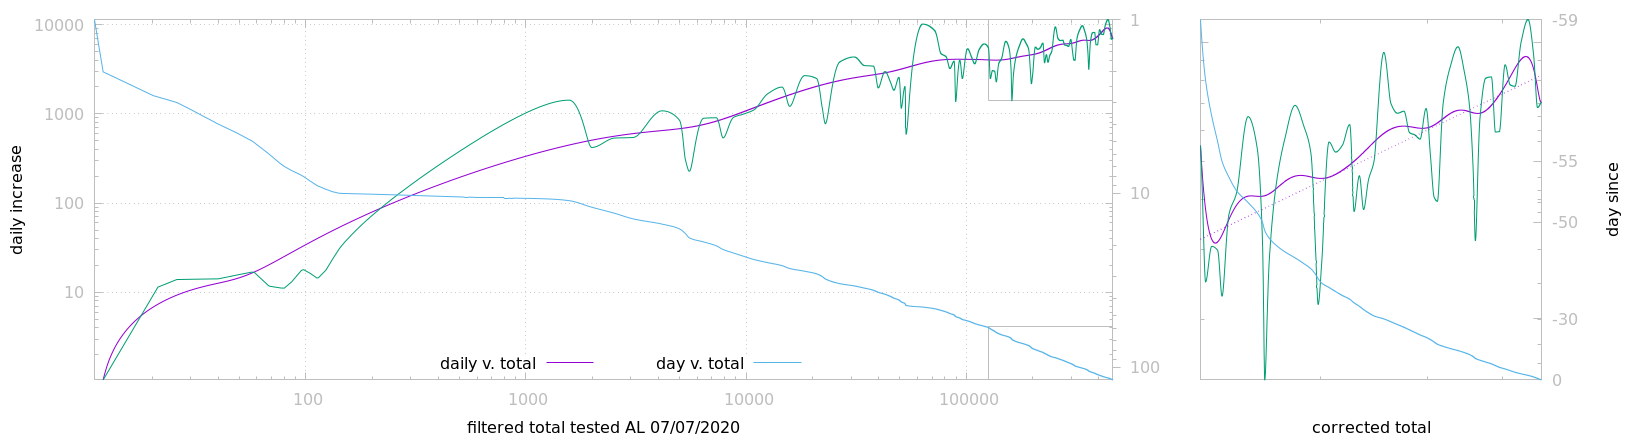 10000
1000
100
10
daily increase
100
1000
10000
100000
filtered total tested AL 07/07/2020
daily v. total
day v. total
1
10
100
-59
-55
-50
-30
0
day since
corrected total